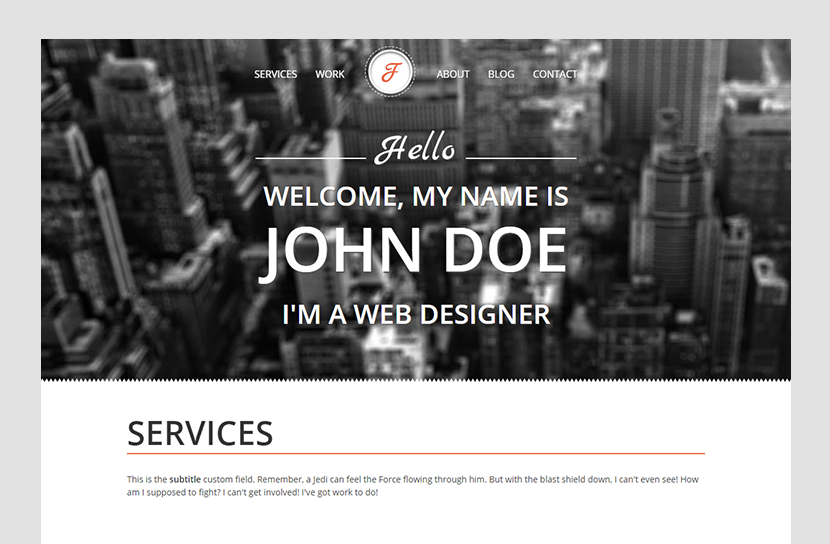 SERVICES WORK F ABOUT BLOG CONTACT
Hello
WELCOME, MY NAME IS
JOHN DOE
I'M A WEB DESIGNER
SERVICES
This is the subtitle custom field. Remember, a Jedi can feel the Force flowing through him. But with the blast shield down, I can't even see! How
am I supposed to fight? I can't get involved! I've got work to do!